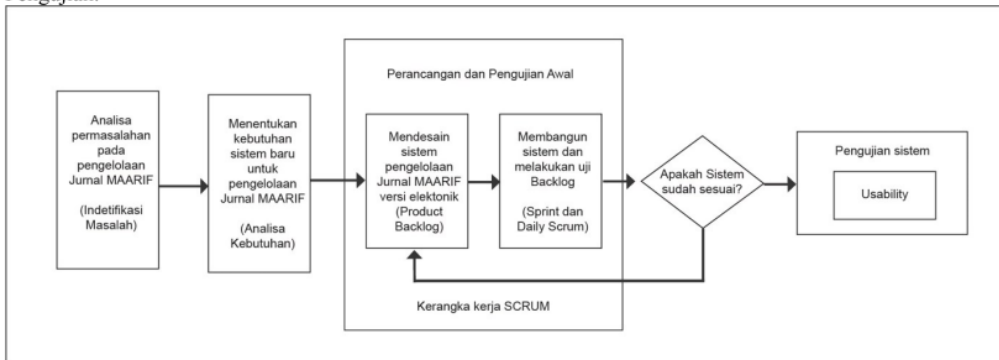 Pengujian.
Analisa
permasalahan
pada
pengelolaan
Jurnal MAARIF
(Indetifikasi
Masalah)
Menentukan
kebutuhan
sistem baru
untuk
pengelolaan
Jurnal MAARIF
(Analisa
Kebutuhan)
Perancangan dan Pengujian Awal
Mendesain
sistem
pengelolaan
Jurnal MAARIF
versi elektonik
(Product
Backlog)
Membangun
sistem dan
melakukan uji
Backlog
(Sprint dan
Daily Scrum)
Kerangka kerja SCRUM
Apakah Sistem
sudah sesuai?
Pengujian sistem
Usability